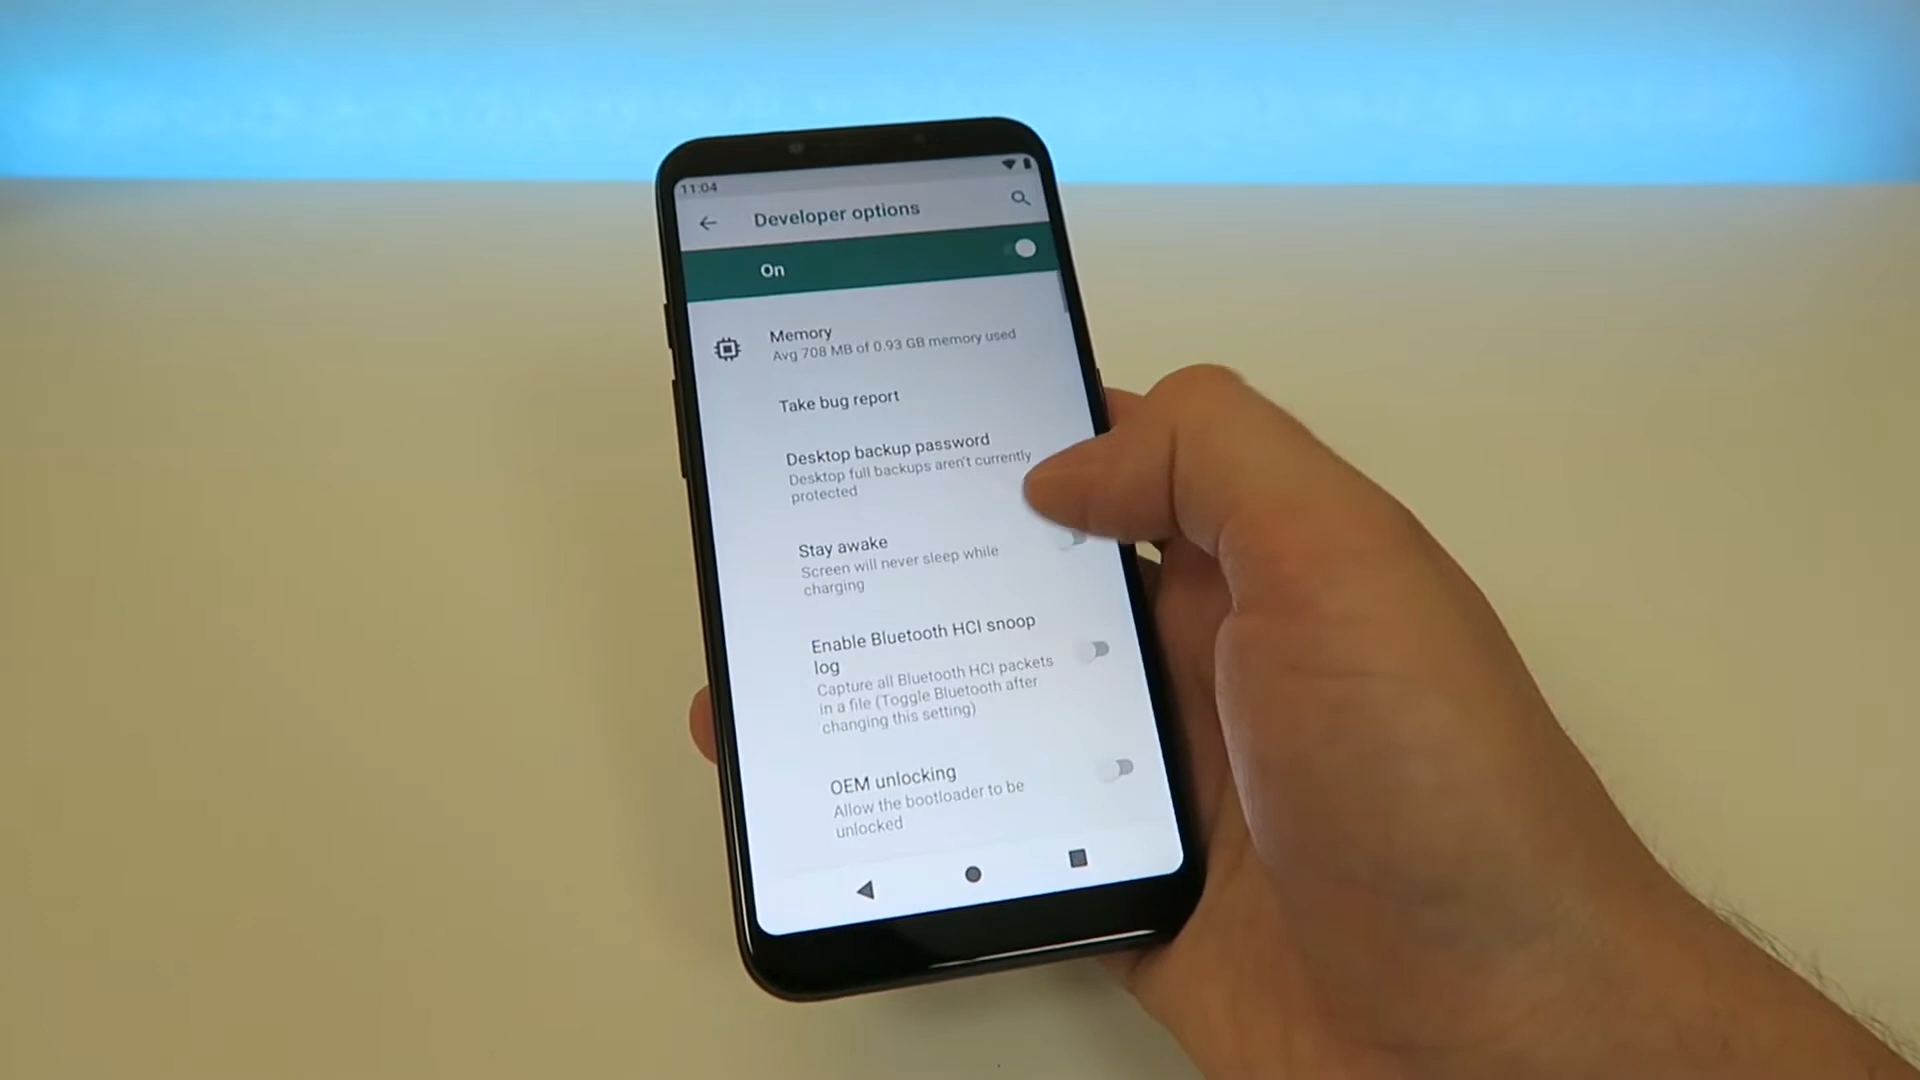 11:04
Developer options
On
Memory
Avg 708 MB of 0.93 GB memory used
Take bug report
Desktop backup password
Desktop full backups aren't currently
protected
Stay awake
Screen will never sleep while
charging
Enable Bluetooth HCI snoop
log
Capture all Bluetooth HCI packets
in a file (Toggle Bluetooth after
changing this setting)
OEM unlocking
Allow the bootloader to be
unlocked